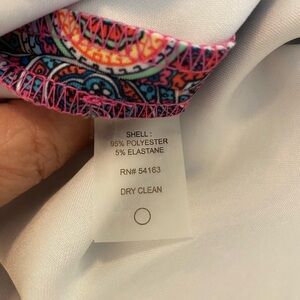 SHELL :
95% POLYESTER
5% ELASTANE
RN# 54163
DRY CLEAN